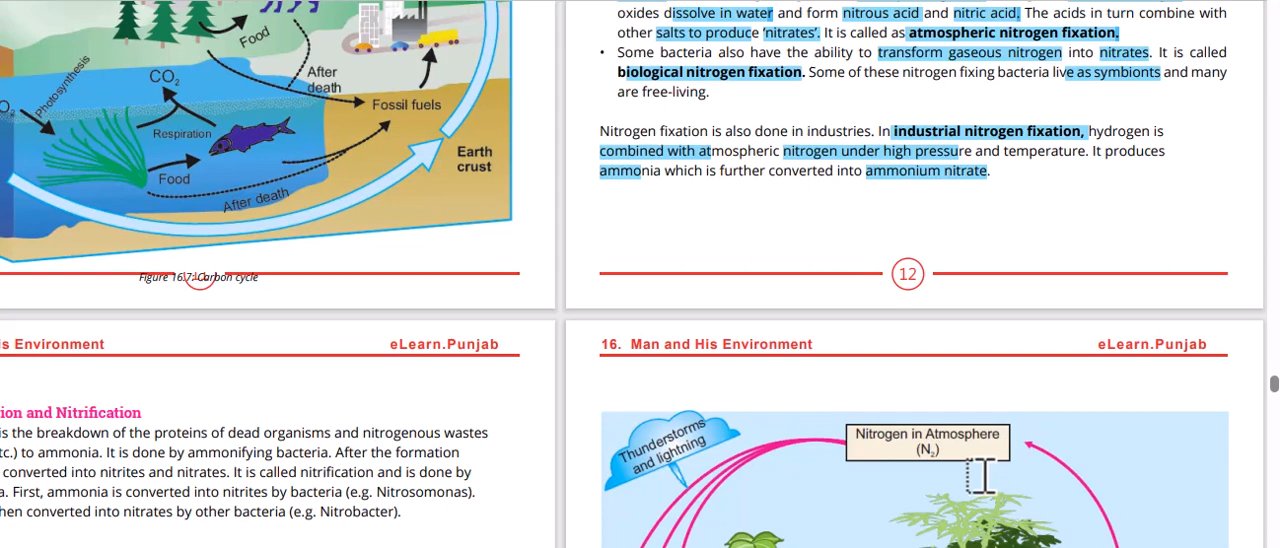 Food
After
death
Photosynthesis
CO₂
Fossil fuels
Respiration
Food
Earth
crust
After death
Figure 16.7: Carbon cycle
oxides dissolve in water and form nitrous acid and nitric acid. The acids in turn combine with
other salts to produce ‘nitrates’. It is called as atmospheric nitrogen fixation.
• Some bacteria also have the ability to transform gaseous nitrogen into nitrates. It is called
biological nitrogen fixation. Some of these nitrogen fixing bacteria live as symbionts and many
are free-living.
Nitrogen fixation is also done in industries. In industrial nitrogen fixation, hydrogen is
combined with atmospheric nitrogen under high pressure and temperature. It produces
ammonia which is further converted into ammonium nitrate.
12
is Environment eLearn.Punjab
ion and Nitrification
is the breakdown of the proteins of dead organisms and nitrogenous wastes
tc.) to ammonia. It is done by ammonifying bacteria. After the formation
converted into nitrites and nitrates. It is called nitrification and is done by
a. First, ammonia is converted into nitrites by bacteria (e.g. Nitrosomonas).
hen converted into nitrates by other bacteria (e.g. Nitrobacter).
16. Man and His Environment eLearn.Punjab
Thunderstorms
and lightning
Nitrogen in Atmosphere
(N₂)